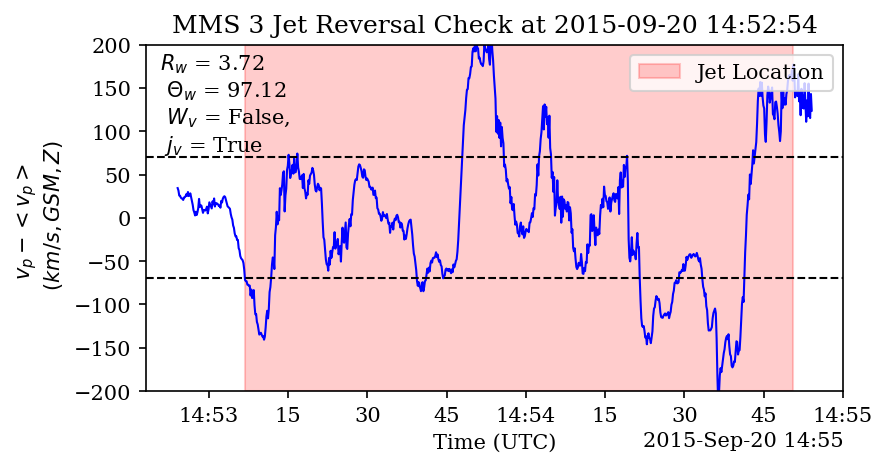 MMS 3 Jet Reversal Check at 2015-09-20 14:52:54
R_w = 3.72
Θ_w = 97.12
W_v = False,
j_v = True
Jet Location
200
150
100
50
0
−50
−100
−150
−200
v_p − < v_p >
(km/s, GSM, Z)
14:53 15 30 45 14:54 15 30 45 14:55
Time (UTC)
2015-Sep-20 14:55